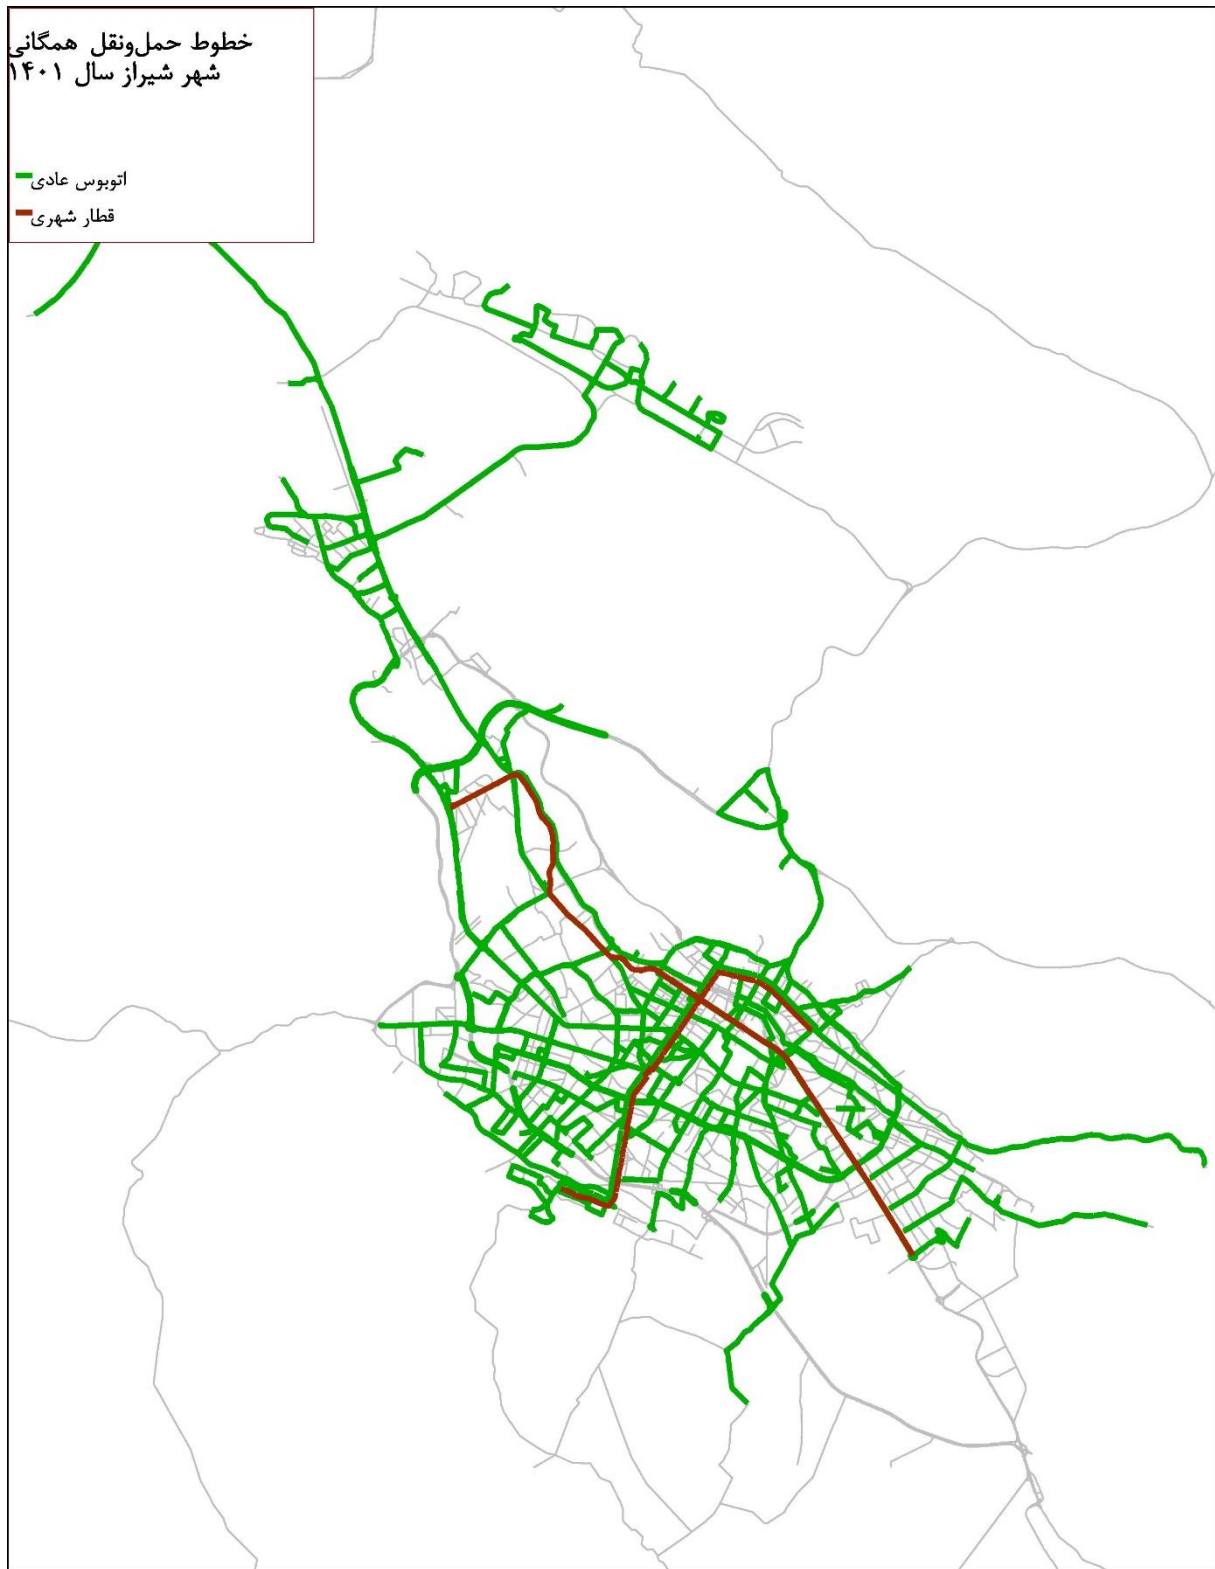 خطوط حمل‌ونقل همگانی
شهر شیراز سال ۱۴۰۱
اتوبوس عادی
قطار شهری